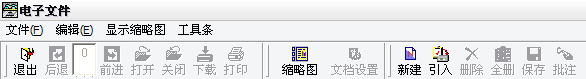 电子文件
文件(F) 编辑(E) 显示缩略图 工具条
退出 后退 0 前进 打开 关闭 下载 打印 缩略图 文档设置 新建 引入 删除 全删 保存 批注